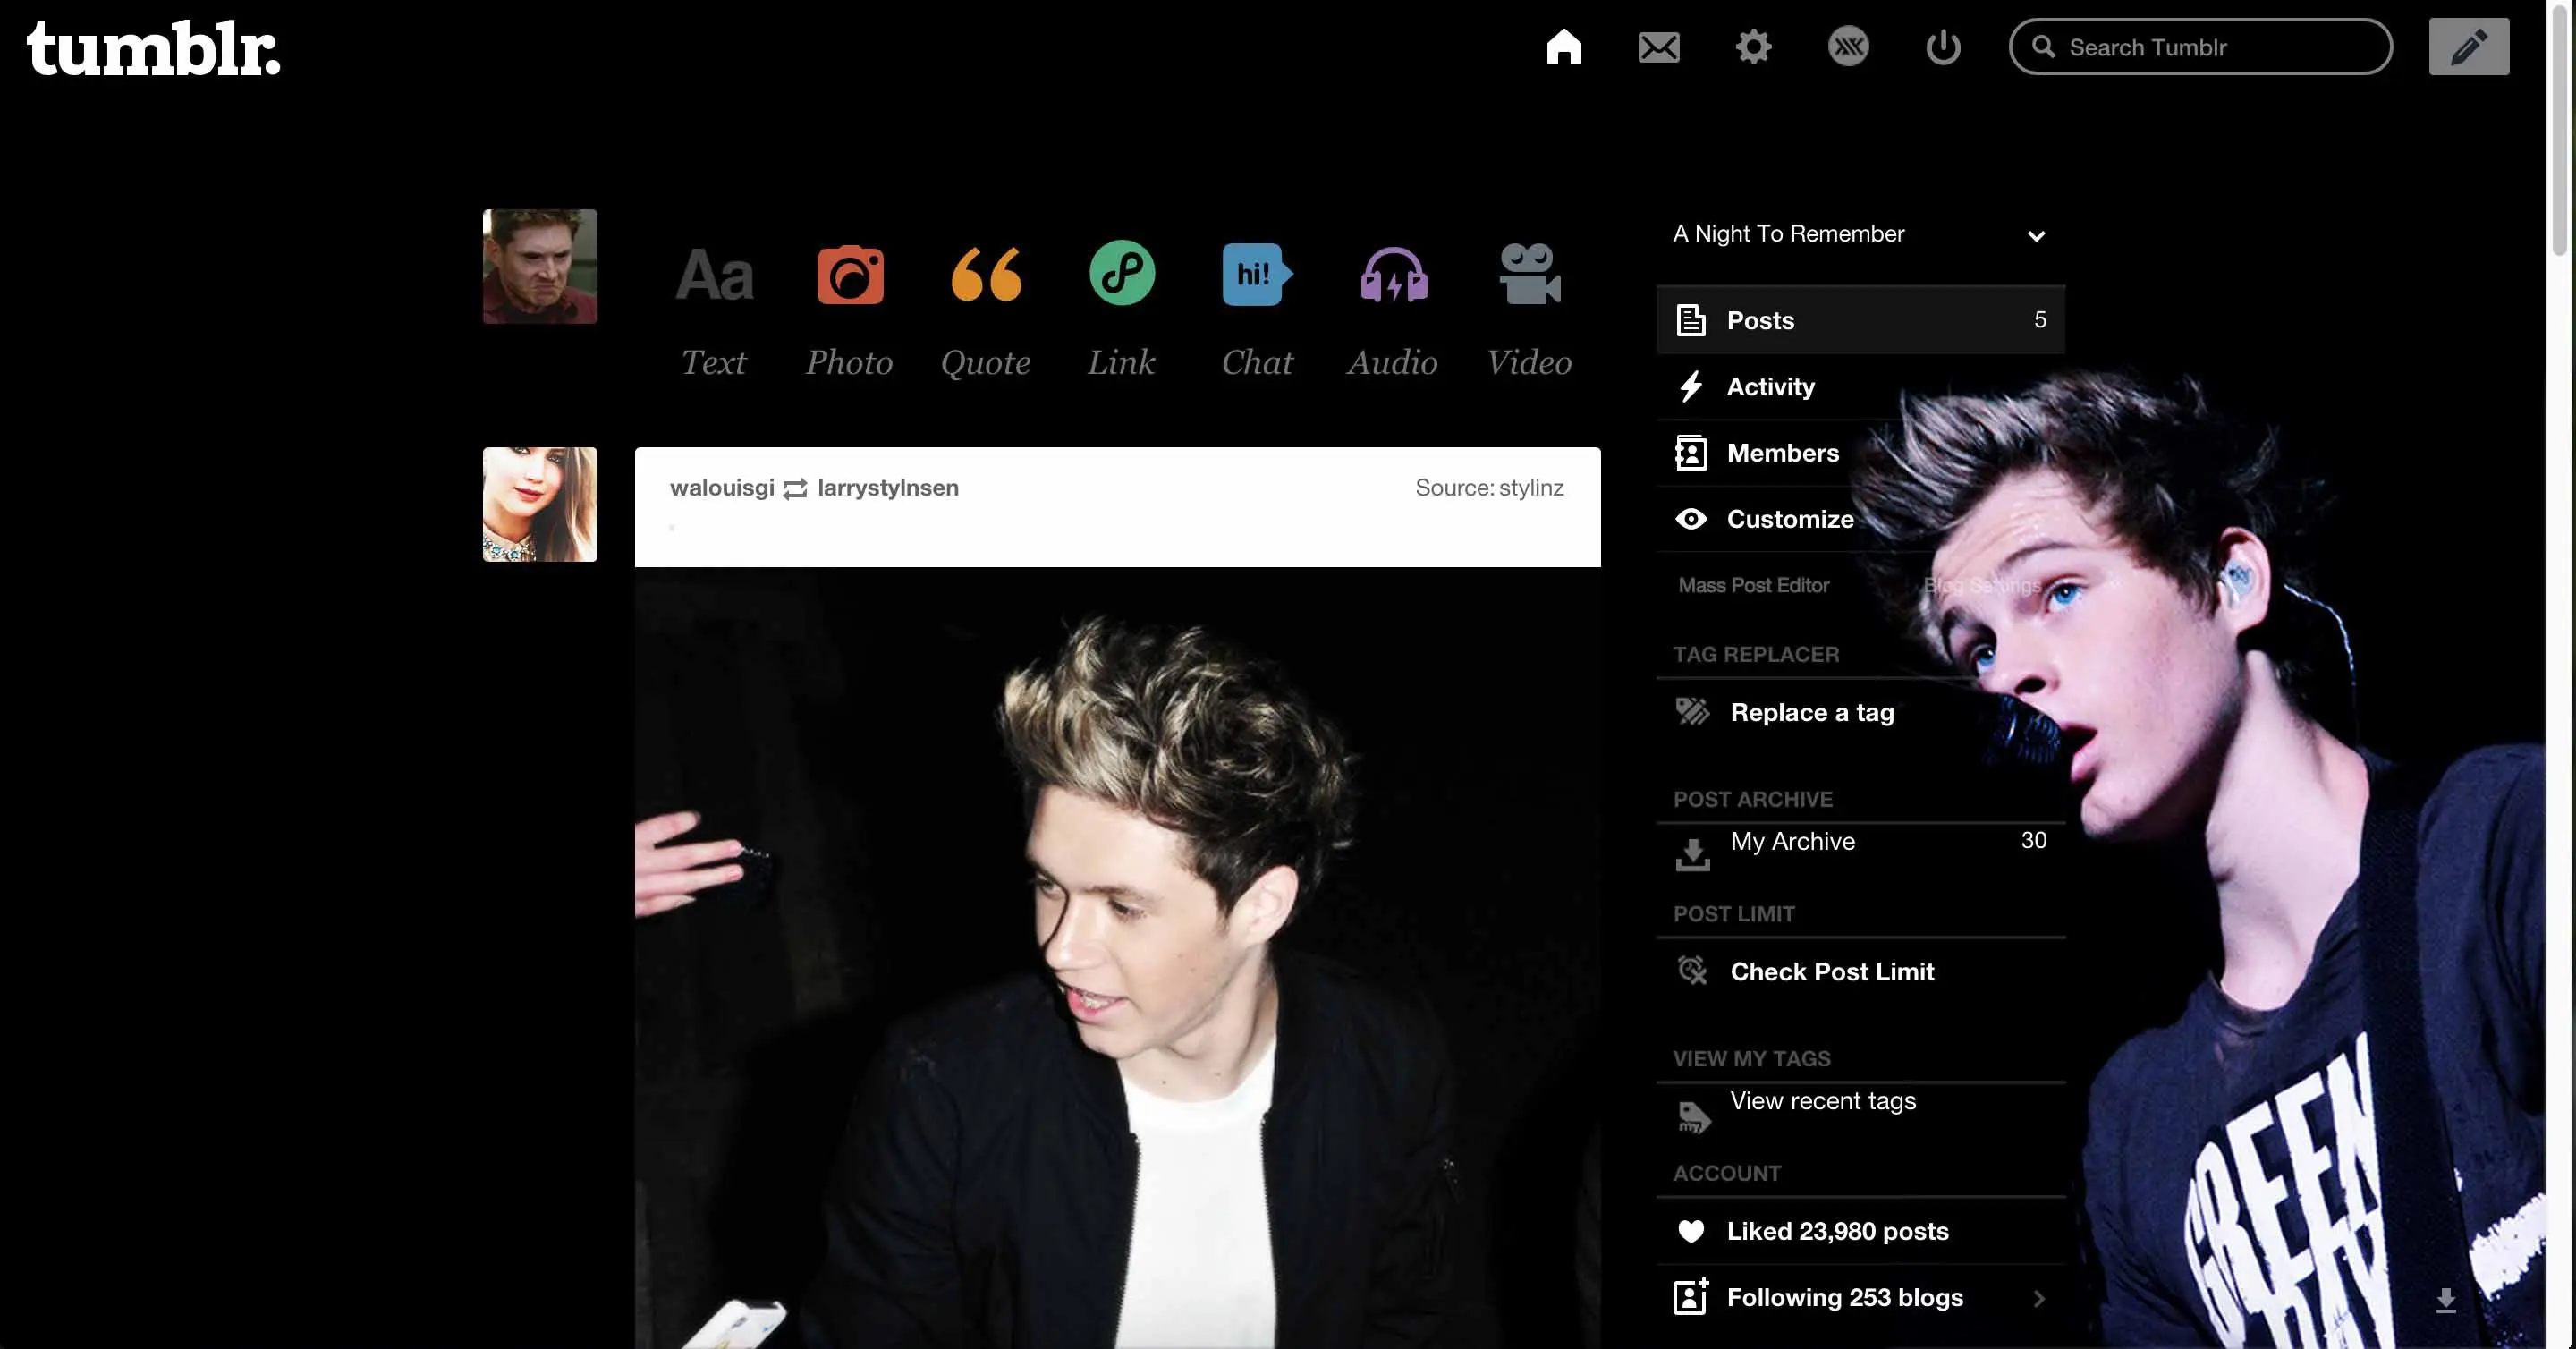 tumblr.
Search Tumblr
Aa
hi!
Text
Photo
Quote
Link
Chat
Audio
Video
walouisgi larrystylnsen
Source: stylinz
A Night To Remember
Posts 5
Activity
Members
Customize
Mass Post Editor Blog Settings
TAG REPLACER
Replace a tag
POST ARCHIVE
My Archive 30
POST LIMIT
Check Post Limit
VIEW MY TAGS
my
View recent tags
ACCOUNT
Liked 23,980 posts
Following 253 blogs
GREEN
DAY